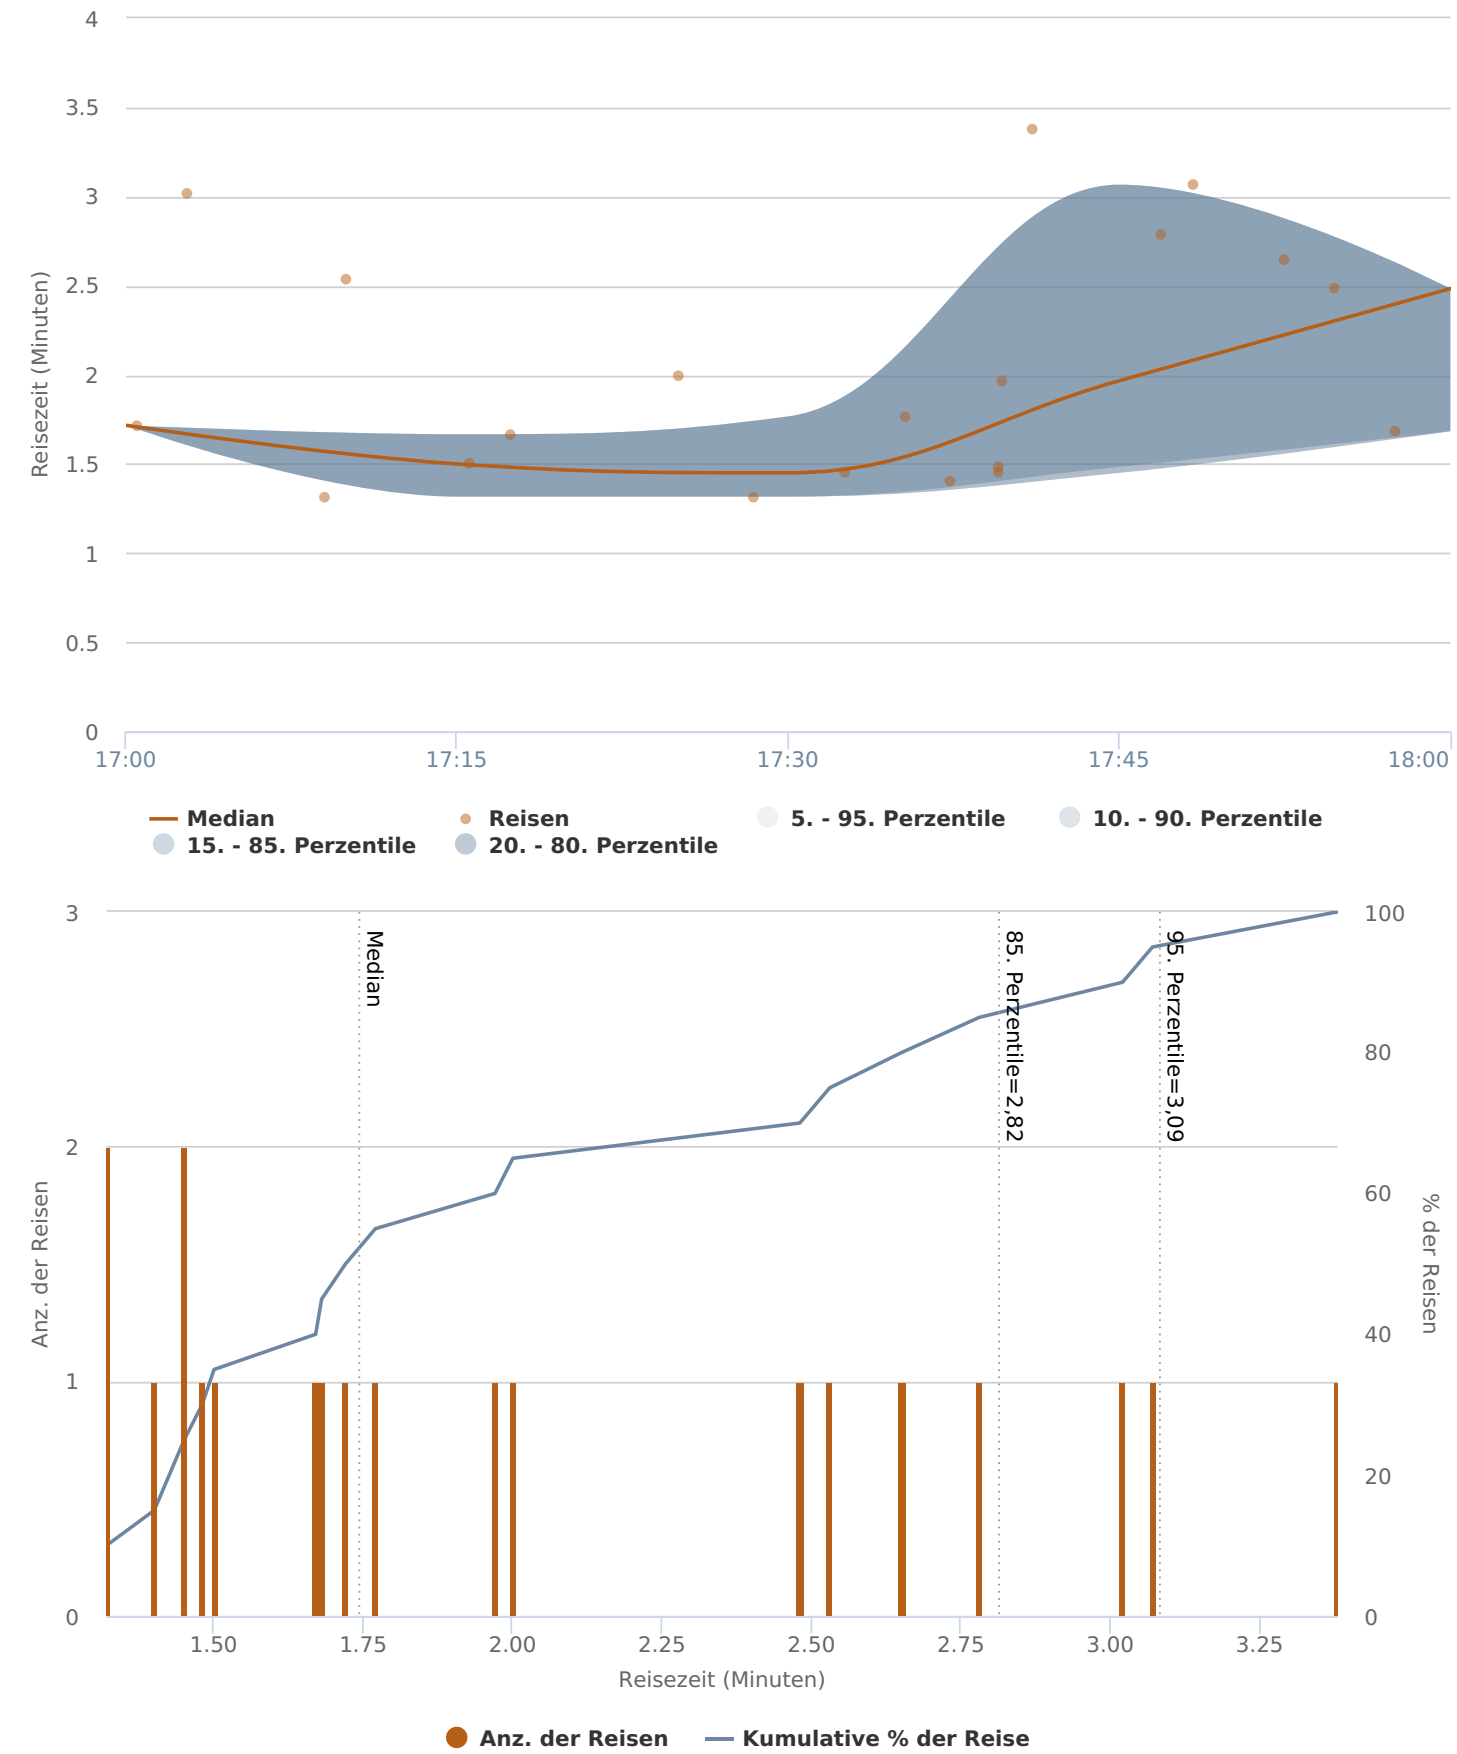 4
3.5
3
2.5
2
1.5
1
0.5
0
Reisezeit (Minuten)
17:00 17:15 17:30 17:45 18:00
Median Reisen 5. - 95. Perzentile 10. - 90. Perzentile
15. - 85. Perzentile 20. - 80. Perzentile
3
2
1
0
Anz. der Reisen
Median
85. Perzentile=2,82
95. Perzentile=3,09
100
80
60
40
20
0
% der Reisen
1.50 1.75 2.00 2.25 2.50 2.75 3.00 3.25
Reisezeit (Minuten)
Anz. der Reisen Kumulative % der Reise